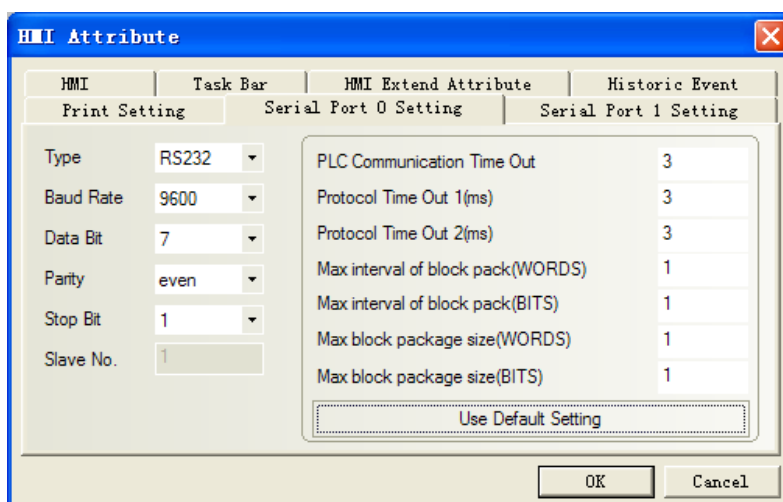 HMI Attribute
HMI Task Bar HMI Extend Attribute Historic Event
Print Setting Serial Port 0 Setting Serial Port 1 Setting
Type RS232
Baud Rate 9600
Data Bit 7
Parity even
Stop Bit 1
Slave No. 1
PLC Communication Time Out 3
Protocol Time Out 1(ms) 3
Protocol Time Out 2(ms) 3
Max interval of block pack(WORDS) 1
Max interval of block pack(BITS) 1
Max block package size(WORDS) 1
Max block package size(BITS) 1
Use Default Setting
OK Cancel